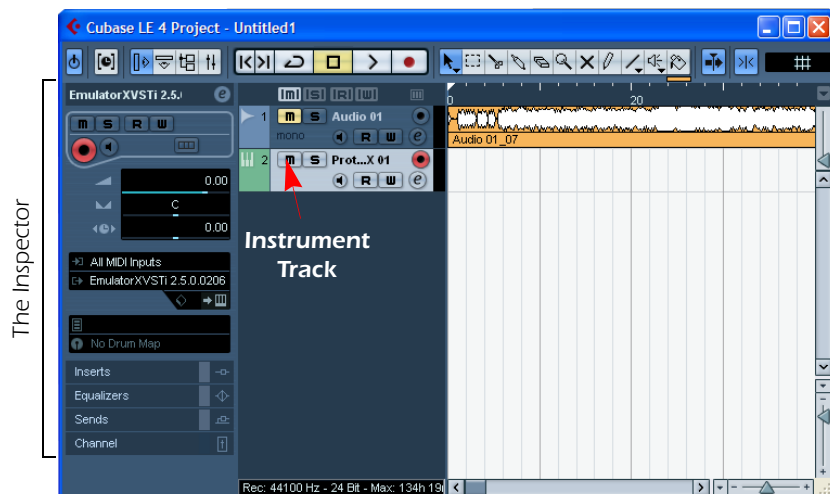 Cubase LE 4 Project - Untitled1
EmulatorXVSTi 2.5.(
e
m S R W
m S R W
0
20
1 m S Audio 01
mono R W e
Audio 01_07
2 m S Prot...X 01
R W e
0.00
C
0.00
The Inspector
Instrument
Track
All MIDI Inputs
EmulatorXVSTi 2.5.0.0206
No Drum Map
Inserts
Equalizers
Sends
Channel
Rec: 44100 Hz - 24 Bit - Max: 134h 19